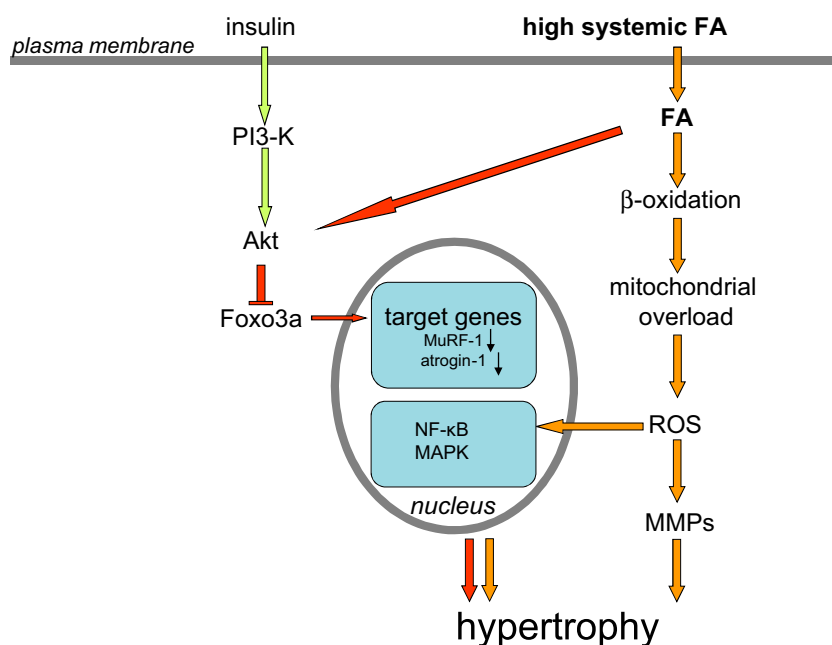 insulin
high systemic FA
plasma membrane
FA
PI3-K
β-oxidation
Akt
mitochondrial
overload
Foxo3a
target genes
MuRF-1
atrogin-1
ROS
NF-κB
MAPK
nucleus
MMPs
hypertrophy